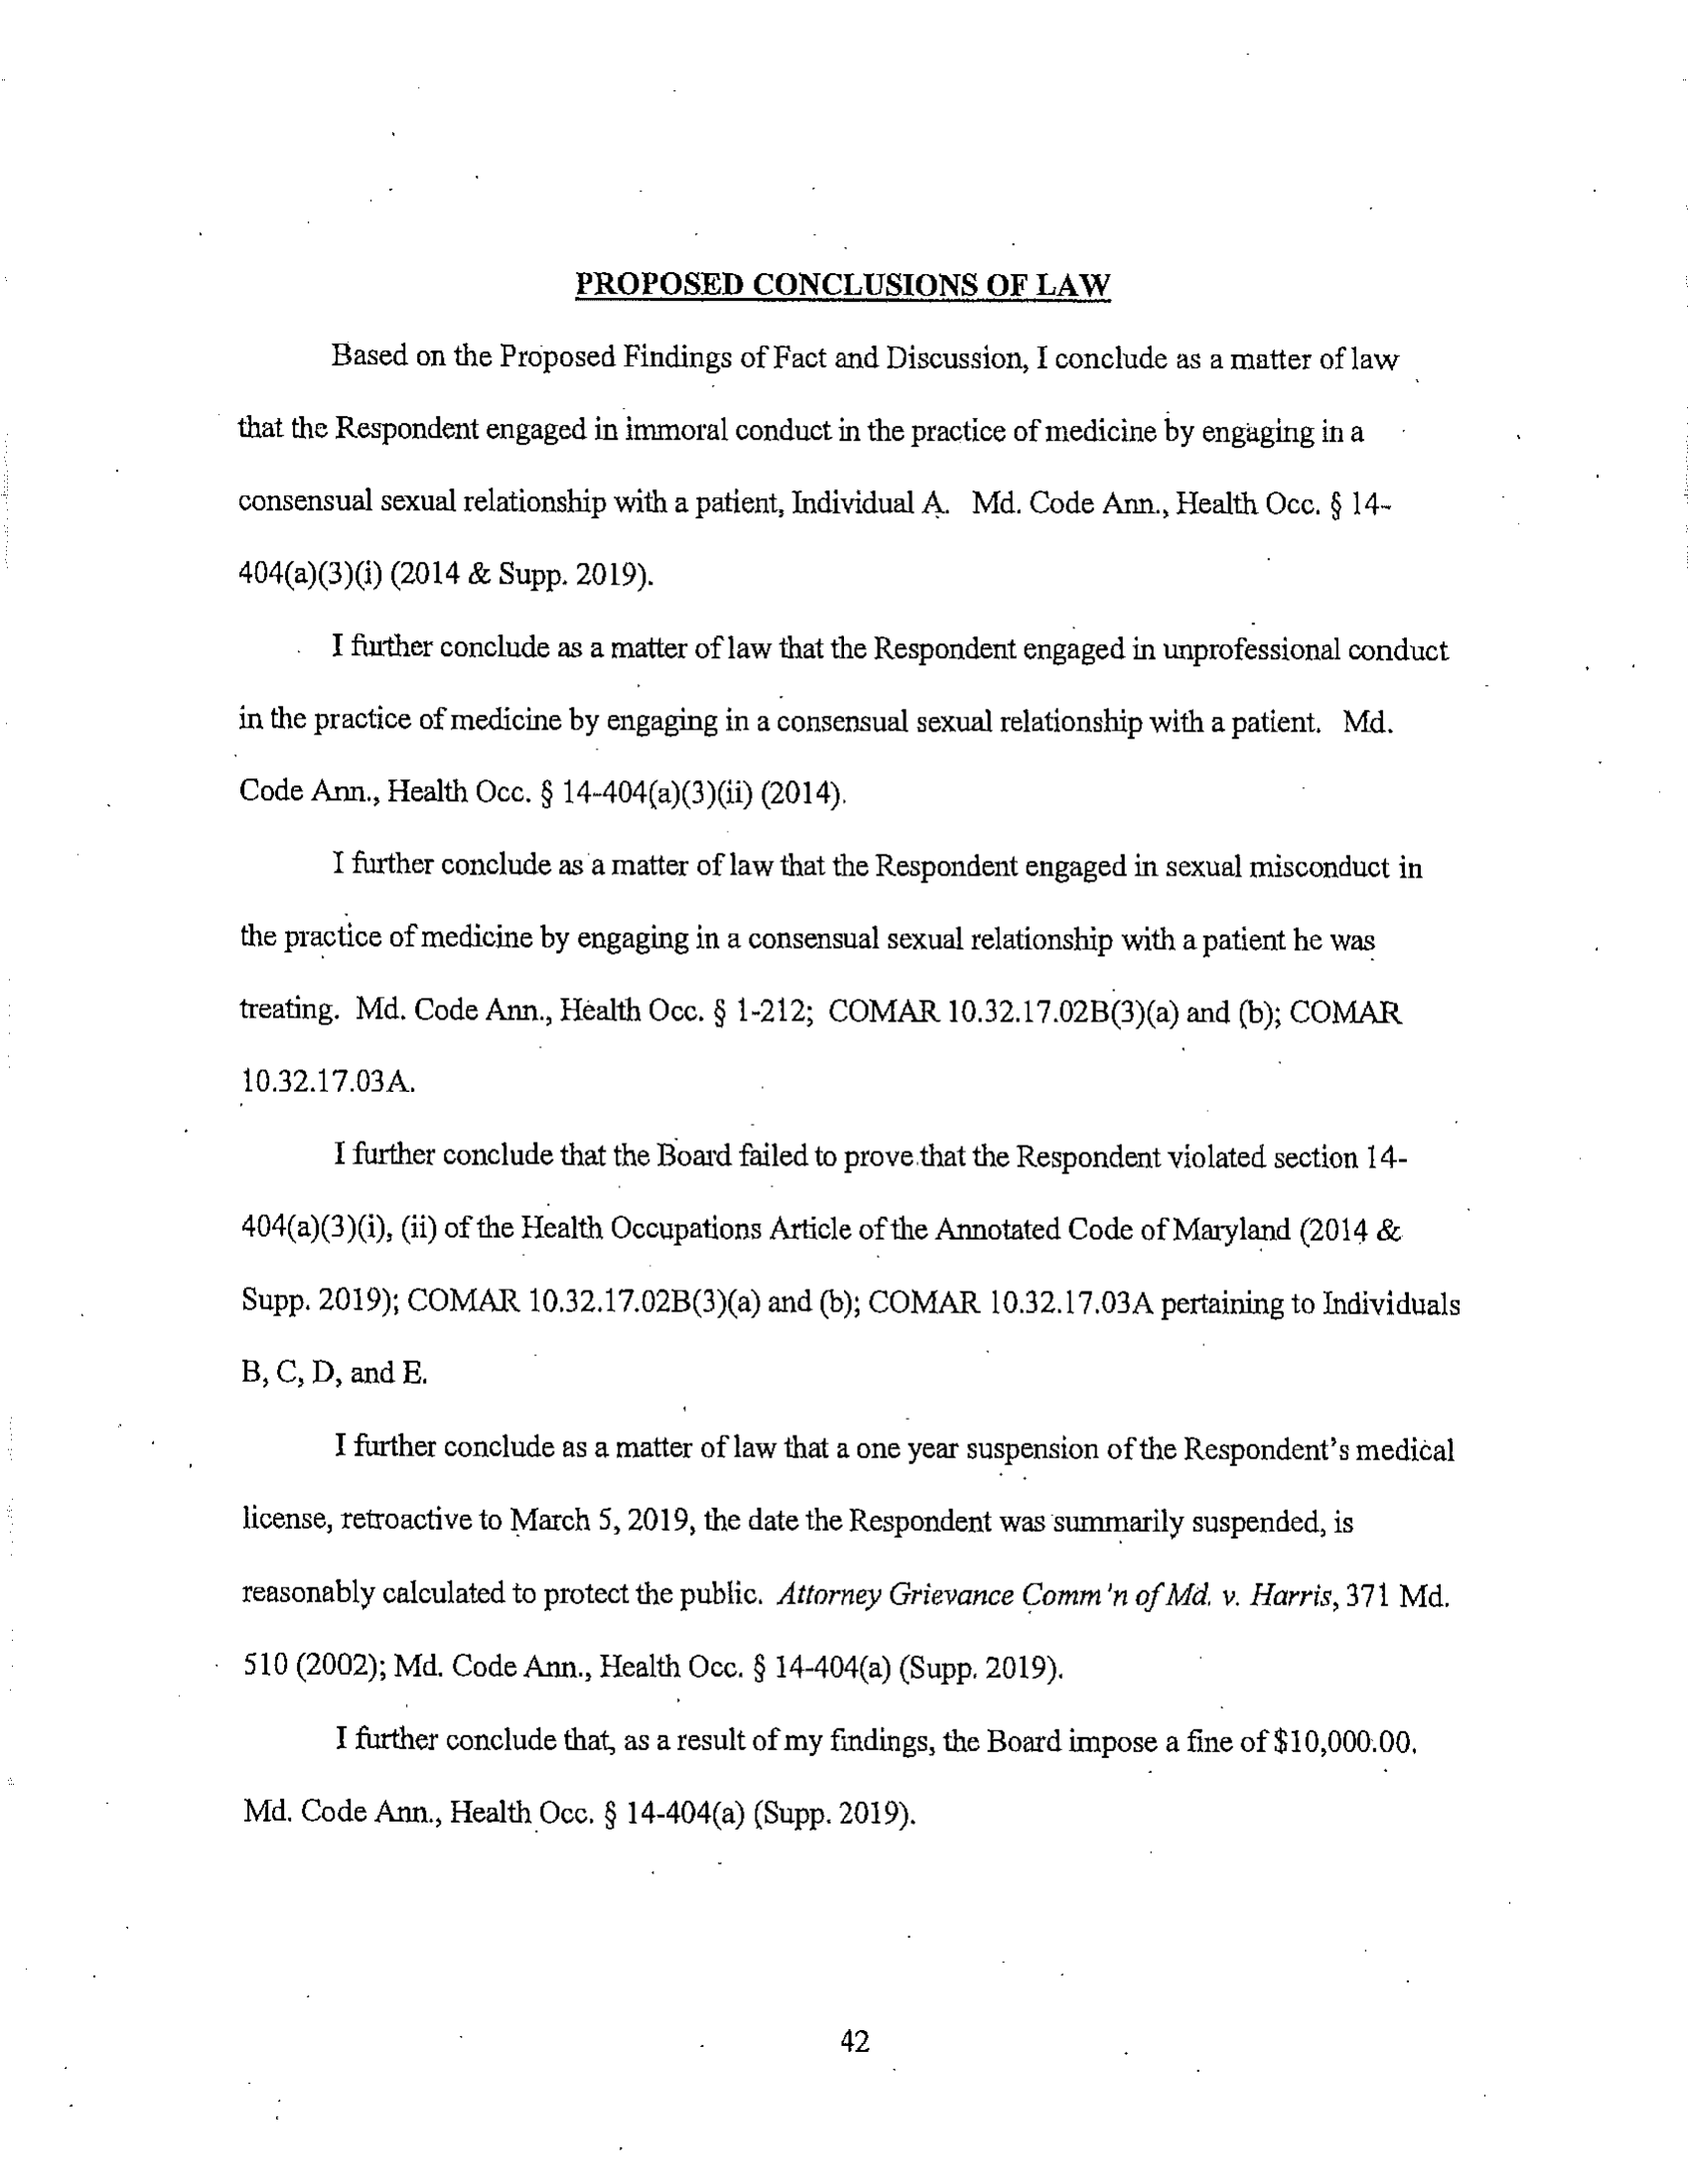 PROPOSED CONCLUSIONS OF LAW
Based on the Proposed Findings of Fact and Discussion, I conclude as a matter of law
that the Respondent engaged in immoral conduct in the practice of medicine by engaging in a
consensual sexual relationship with a patient, Individual A. Md. Code Ann., Health Occ. § 14-
404(a)(3)(i) (2014 & Supp. 2019).
I further conclude as a matter of law that the Respondent engaged in unprofessional conduct
in the practice of medicine by engaging in a consensual sexual relationship with a patient. Md.
Code Ann., Health Occ. § 14-404(a)(3)(ii) (2014).
I further conclude as a matter of law that the Respondent engaged in sexual misconduct in
the practice of medicine by engaging in a consensual sexual relationship with a patient he was
treating. Md. Code Ann., Health Occ. § 1-212; COMAR 10.32.17.02B(3)(a) and (b); COMAR
10.32.17.03A.
I further conclude that the Board failed to prove that the Respondent violated section 14-
404(a)(3)(i), (ii) of the Health Occupations Article of the Annotated Code of Maryland (2014 &
Supp. 2019); COMAR 10.32.17.02B(3)(a) and (b); COMAR 10.32.17.03A pertaining to Individuals
B, C, D, and E.
I further conclude as a matter of law that a one year suspension of the Respondent's medical
license, retroactive to March 5, 2019, the date the Respondent was summarily suspended, is
reasonably calculated to protect the public. Attorney Grievance Comm'n of Md. v. Harris, 371 Md.
510 (2002); Md. Code Ann., Health Occ. § 14-404(a) (Supp. 2019).
I further conclude that, as a result of my findings, the Board impose a fine of $10,000.00.
Md. Code Ann., Health Occ. § 14-404(a) (Supp. 2019).
42